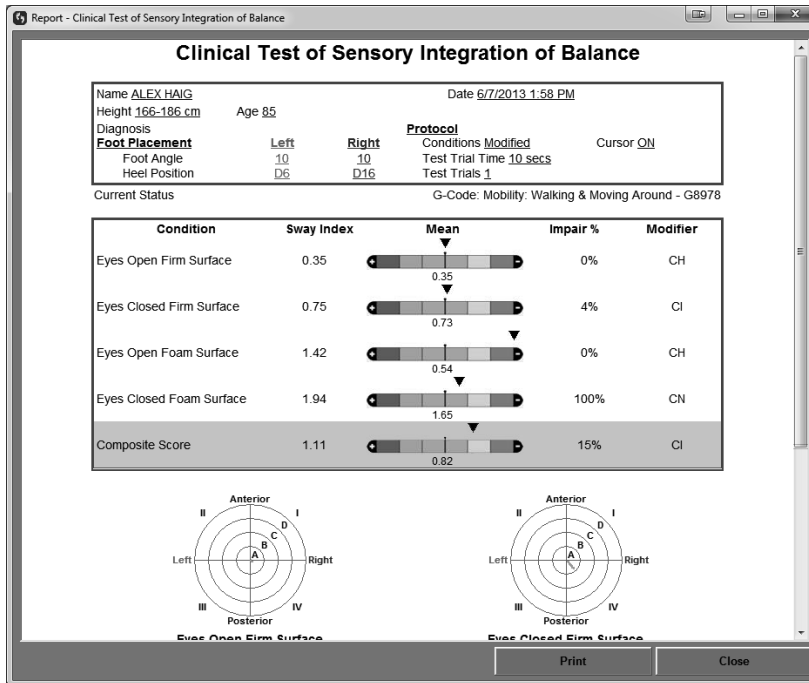 Report - Clinical Test of Sensory Integration of Balance
Clinical Test of Sensory Integration of Balance
Name ALEX HAIG Date 6/7/2013 1:58 PM
Height 166-186 cm Age 85
Diagnosis Protocol
Foot Placement Left Right Conditions Modified Cursor ON
Foot Angle 10 10 Test Trial Time 10 secs
Heel Position D6 D16 Test Trials 1
Current Status G-Code: Mobility: Walking & Moving Around - G8978
Condition Sway Index Mean Impair % Modifier
Eyes Open Firm Surface 0.35 0% CH
0.35
Eyes Closed Firm Surface 0.75 4% CI
0.73
Eyes Open Foam Surface 1.42 0% CH
0.54
Eyes Closed Foam Surface 1.94 100% CN
1.65
Composite Score 1.11 15% CI
0.82
Anterior Anterior
II I II I
D D
C C
B B
A A
Left Right Left Right
III IV III IV
Posterior Posterior
Eyes Open Firm Surface Eyes Closed Firm Surface
Print Close